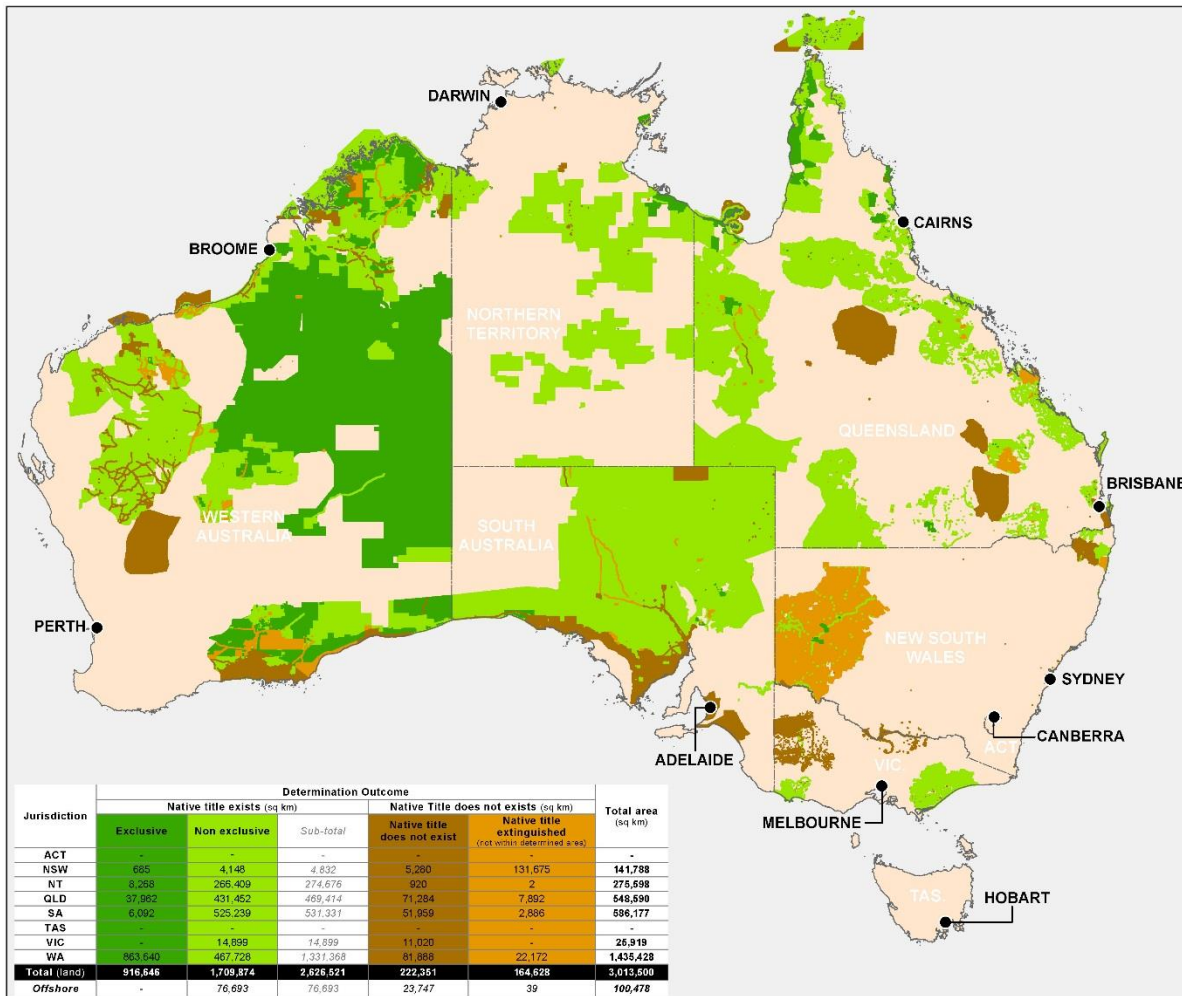 DARWIN
BROOME
CAIRNS
NORTHERN
TERRITORY
QUEENSLAND
BRISBANE
WESTERN
AUSTRALIA
SOUTH
AUSTRALIA
PERTH
NEW SOUTH
WALES
SYDNEY
CANBERRA
ACT
ADELAIDE
VIC.
MELBOURNE
TAS.
HOBART
Jurisdiction Determination Outcome Total area (sq km)
Native title exists (sq km) Native Title does not exists (sq km)
Exclusive Non exclusive Sub-total Native title does not exist Native title extinguished (not within determined area)
ACT - - - - - -
NSW 685 4,148 4,832 5,280 131,675 141,788
NT 8,268 266,409 274,676 920 2 275,598
QLD 37,962 431,452 469,414 71,284 7,892 548,590
SA 6,092 525,239 531,331 51,959 2,886 586,177
TAS - - - - - -
VIC - 14,899 14,899 11,020 - 25,919
WA 863,640 467,728 1,331,368 81,888 22,172 1,435,428
Total (land) 916,646 1,709,874 2,626,521 222,351 164,628 3,013,500
Offshore - 76,693 76,693 23,747 39 100,478